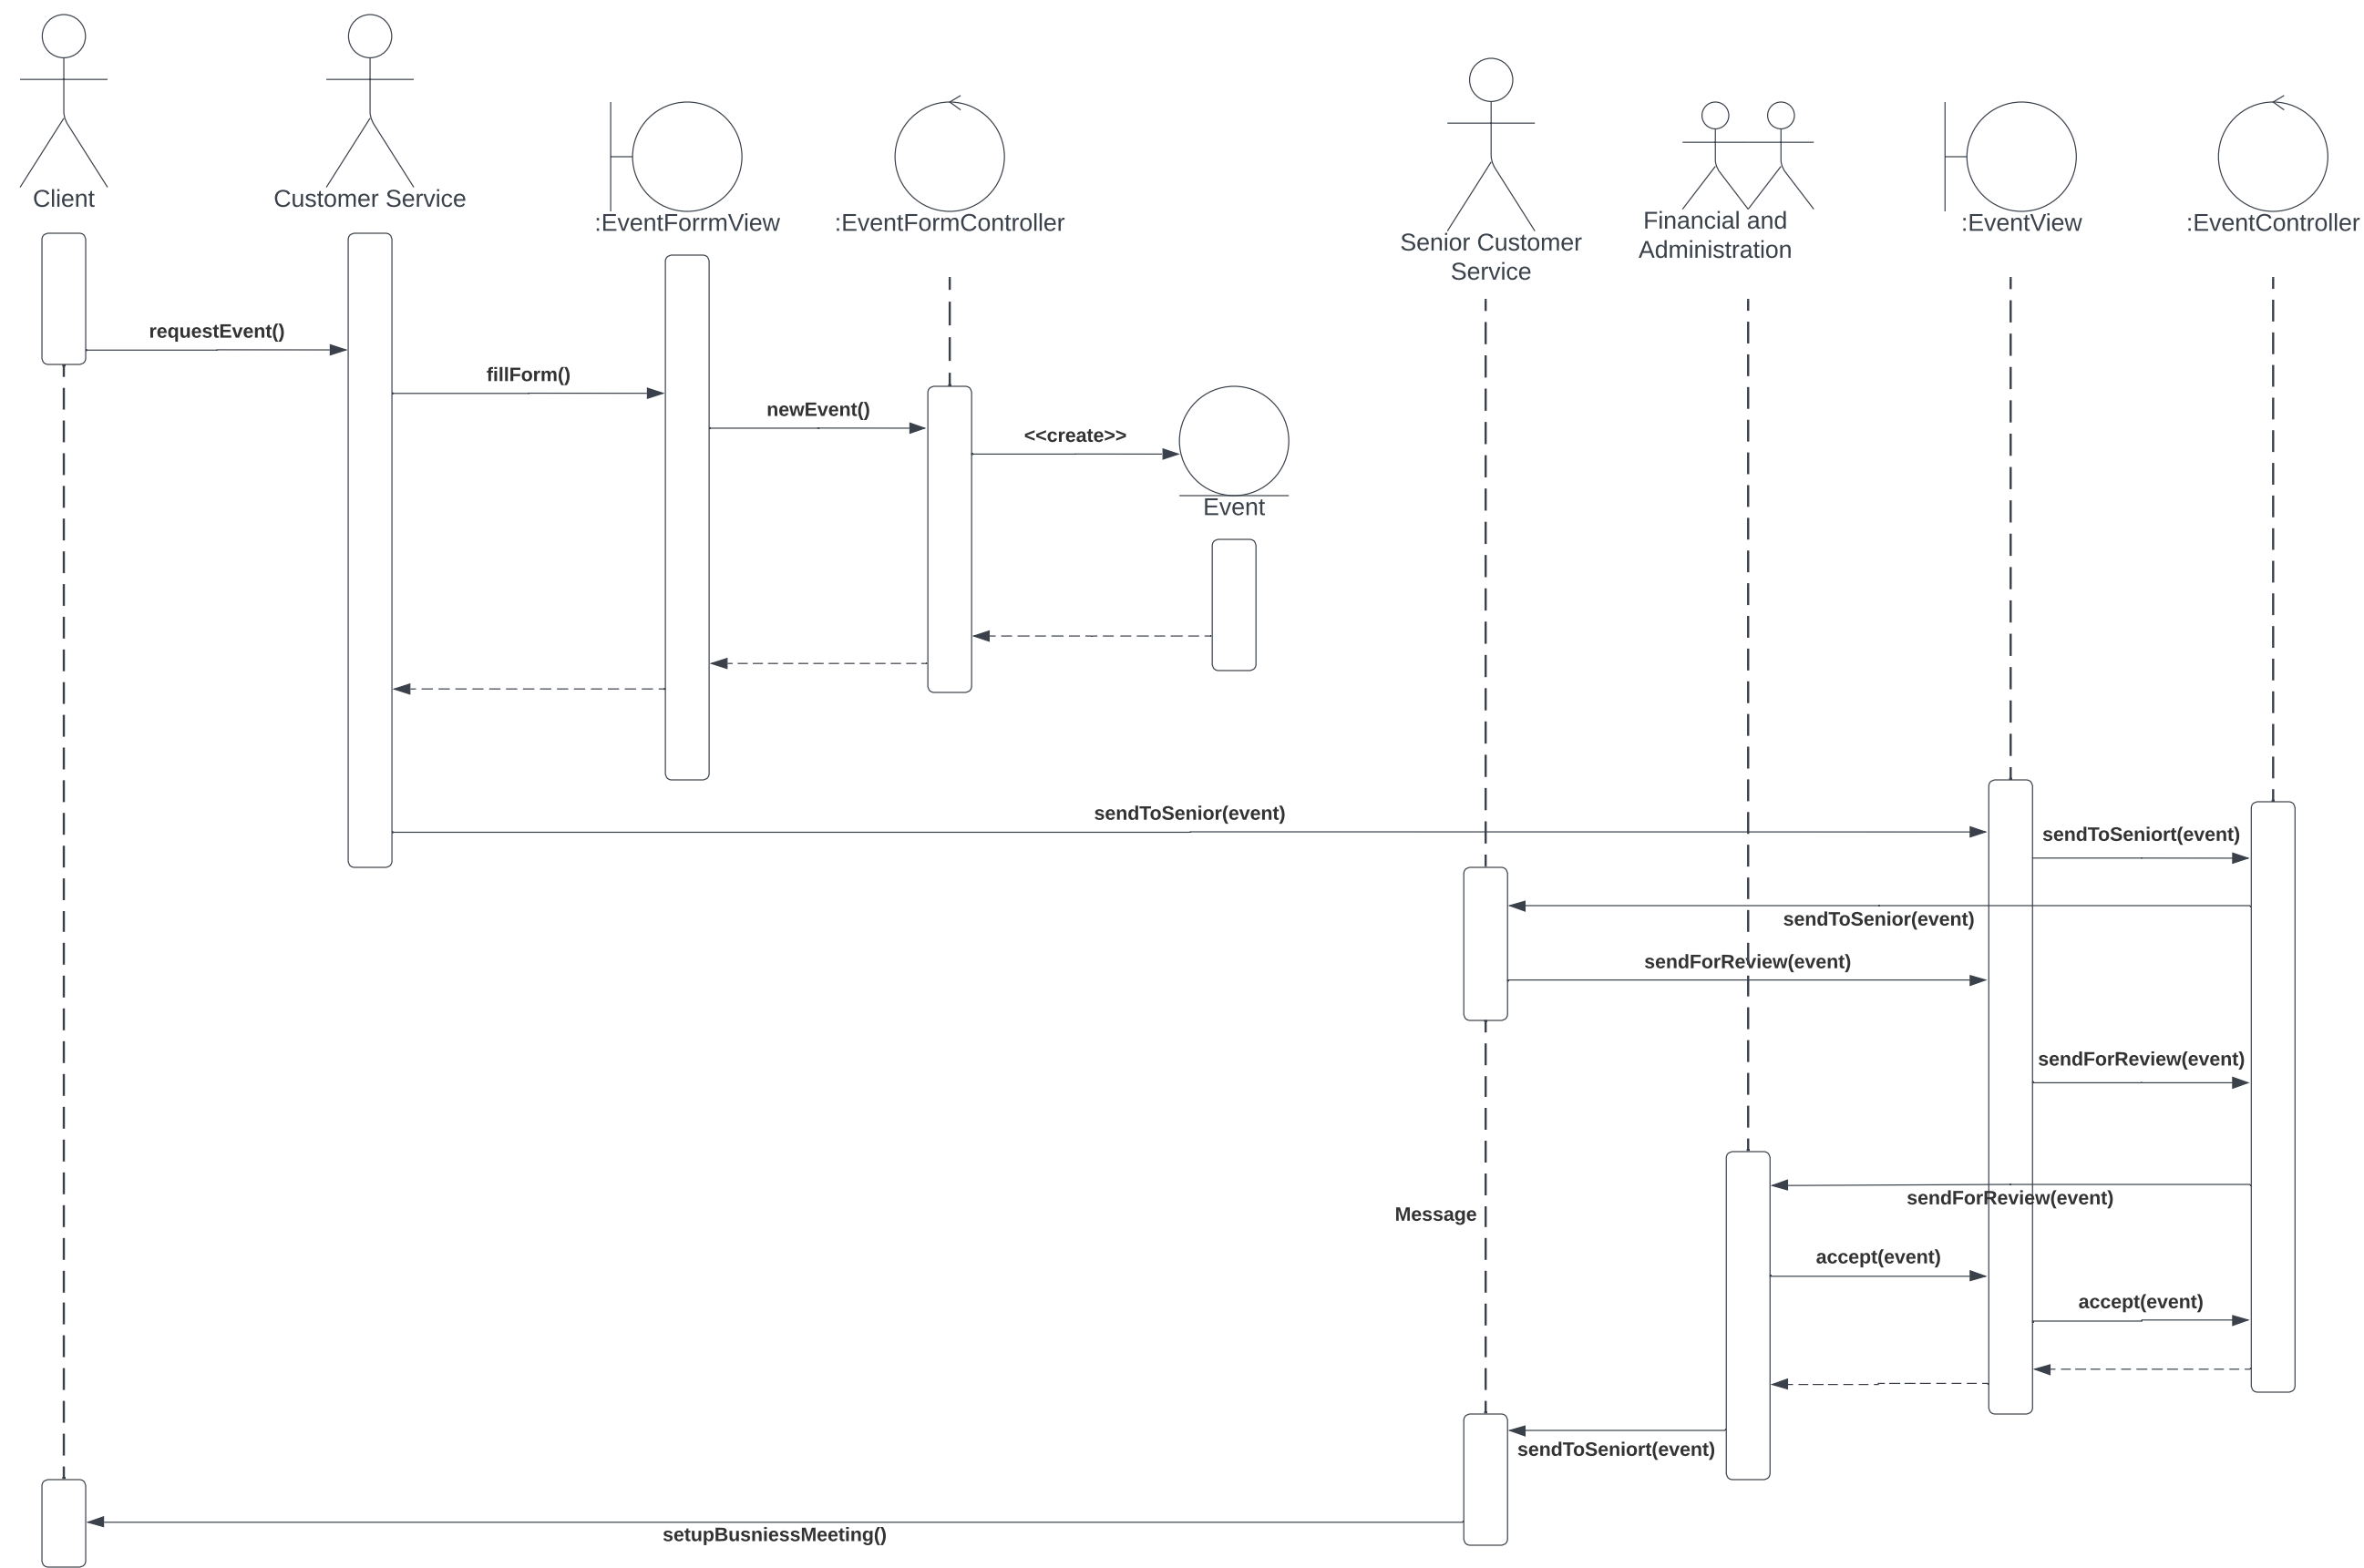 Client
Customer Service
:EventForrmView
:EventFormController
Senior Customer
Service
Financial and
Administration
:EventView
:EventController
requestEvent()
fillForm()
newEvent()
<<create>>
Event
sendToSenior(event)
sendToSeniort(event)
sendToSenior(event)
sendForReview(event)
sendForReview(event)
sendForReview(event)
Message
accept(event)
accept(event)
sendToSeniort(event)
setupBusniessMeeting()